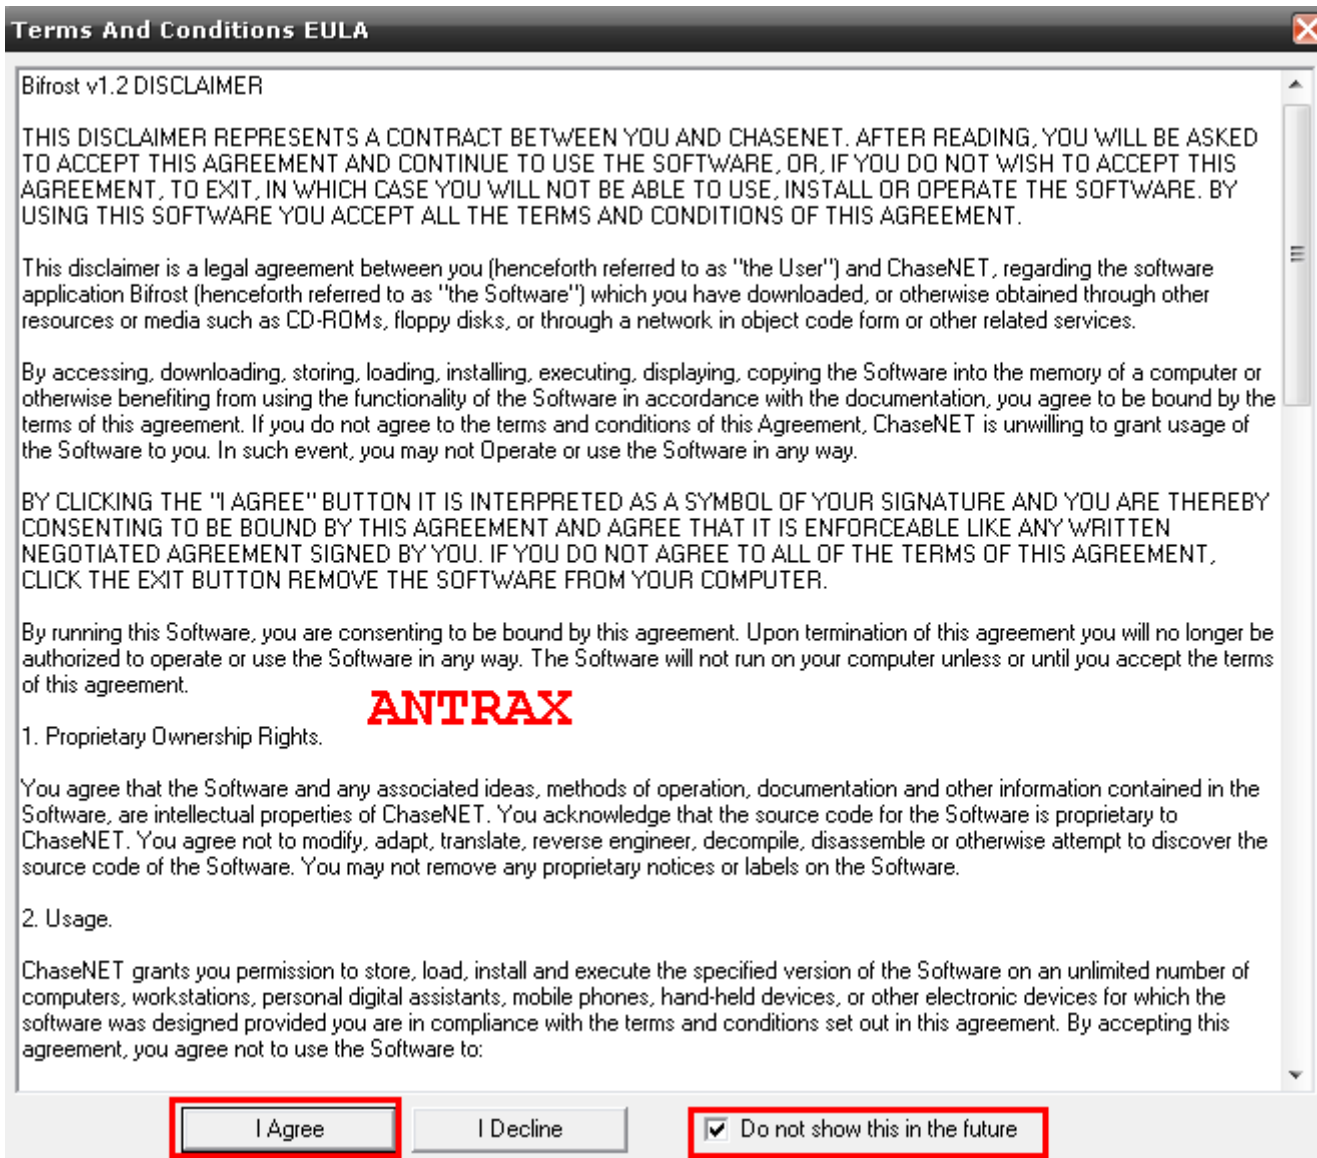 Terms And Conditions EULA
Bifrost v1.2 DISCLAIMER
THIS DISCLAIMER REPRESENTS A CONTRACT BETWEEN YOU AND CHASENET. AFTER READING, YOU WILL BE ASKED
TO ACCEPT THIS AGREEMENT AND CONTINUE TO USE THE SOFTWARE, OR, IF YOU DO NOT WISH TO ACCEPT THIS
AGREEMENT, TO EXIT, IN WHICH CASE YOU WILL NOT BE ABLE TO USE, INSTALL OR OPERATE THE SOFTWARE. BY
USING THIS SOFTWARE YOU ACCEPT ALL THE TERMS AND CONDITIONS OF THIS AGREEMENT.
This disclaimer is a legal agreement between you (henceforth referred to as "the User") and ChaseNET, regarding the software
application Bifrost (henceforth referred to as "the Software") which you have downloaded, or otherwise obtained through other
resources or media such as CD-ROMs, floppy disks, or through a network in object code form or other related services.
By accessing, downloading, storing, loading, installing, executing, displaying, copying the Software into the memory of a computer or
otherwise benefiting from using the functionality of the Software in accordance with the documentation, you agree to be bound by the
terms of this agreement. If you do not agree to the terms and conditions of this Agreement, ChaseNET is unwilling to grant usage of
the Software to you. In such event, you may not Operate or use the Software in any way.
BY CLICKING THE "I AGREE" BUTTON IT IS INTERPRETED AS A SYMBOL OF YOUR SIGNATURE AND YOU ARE THEREBY
CONSENTING TO BE BOUND BY THIS AGREEMENT AND AGREE THAT IT IS ENFORCEABLE LIKE ANY WRITTEN
NEGOTIATED AGREEMENT SIGNED BY YOU. IF YOU DO NOT AGREE TO ALL OF THE TERMS OF THIS AGREEMENT,
CLICK THE EXIT BUTTON REMOVE THE SOFTWARE FROM YOUR COMPUTER.
By running this Software, you are consenting to be bound by this agreement. Upon termination of this agreement you will no longer be
authorized to operate or use the Software in any way. The Software will not run on your computer unless or until you accept the terms
of this agreement.
ANTRAX
1. Proprietary Ownership Rights.
You agree that the Software and any associated ideas, methods of operation, documentation and other information contained in the
Software, are intellectual properties of ChaseNET. You acknowledge that the source code for the Software is proprietary to
ChaseNET. You agree not to modify, adapt, translate, reverse engineer, decompile, disassemble or otherwise attempt to discover the
source code of the Software. You may not remove any proprietary notices or labels on the Software.
2. Usage.
ChaseNET grants you permission to store, load, install and execute the specified version of the Software on an unlimited number of
computers, workstations, personal digital assistants, mobile phones, hand-held devices, or other electronic devices for which the
software was designed provided you are in compliance with the terms and conditions set out in this agreement. By accepting this
agreement, you agree not to use the Software to:
I Agree
I Decline
Do not show this in the future